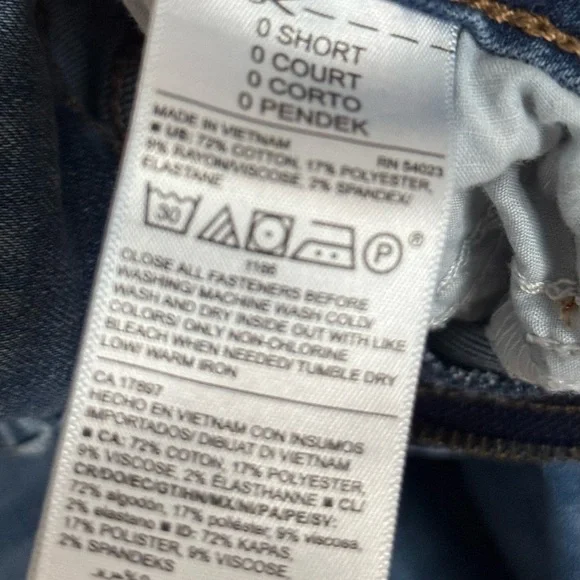 0 SHORT
0 COURT
0 CORTO
0 PENDEK
MADE IN VIETNAM RN 54023
■ US: 72% COTTON, 17% POLYESTER,
9% RAYON/VISCOSE, 2% SPANDEX/
ELASTANE
30 P ®
1166
CLOSE ALL FASTENERS BEFORE
WASHING/ MACHINE WASH COLD/
WASH AND DRY INSIDE OUT WITH LIKE
COLORS/ ONLY NON-CHLORINE
BLEACH WHEN NEEDED/ TUMBLE DRY
LOW/ WARM IRON
CA 17897
HECHO EN VIETNAM CON INSUMOS
IMPORTADOS/ DIBUAT DI VIETNAM
■ CA: 72% COTON, 17% POLYESTER,
9% VISCOSE, 2% ÉLASTHANNE ■ CL/
CR/DO/EC/GT/HN/MX/NI/PA/PE/SY:
72% algodón, 17% poliéster, 9% viscosa,
2% elastano ■ ID: 72% KAPAS,
17% POLISTER, 9% VISCOSE,
2% SPANDEKS